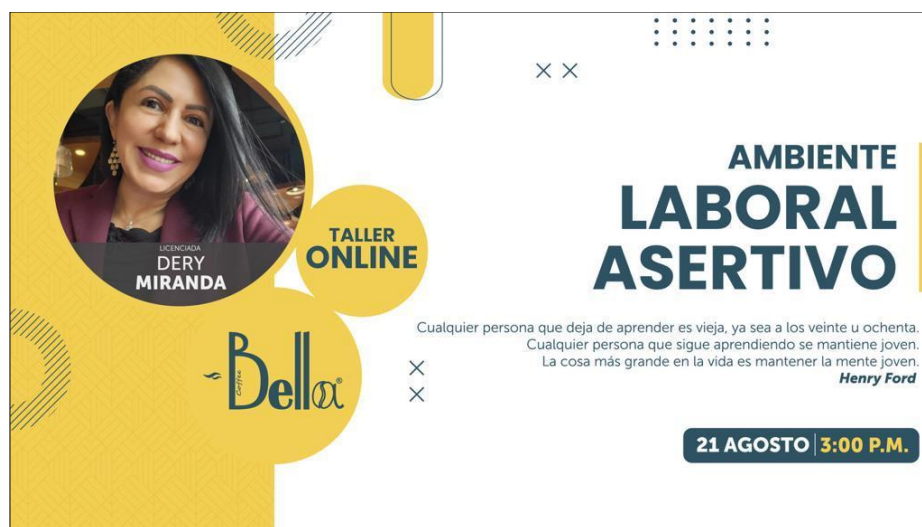 LICENCIADA
DERY
MIRANDA
TALLER
ONLINE
Coffee
Bella®
AMBIENTE
LABORAL
ASERTIVO
Cualquier persona que deja de aprender es vieja, ya sea a los veinte u ochenta.
Cualquier persona que sigue aprendiendo se mantiene joven.
La cosa más grande en la vida es mantener la mente joven.
Henry Ford
21 AGOSTO | 3:00 P.M.